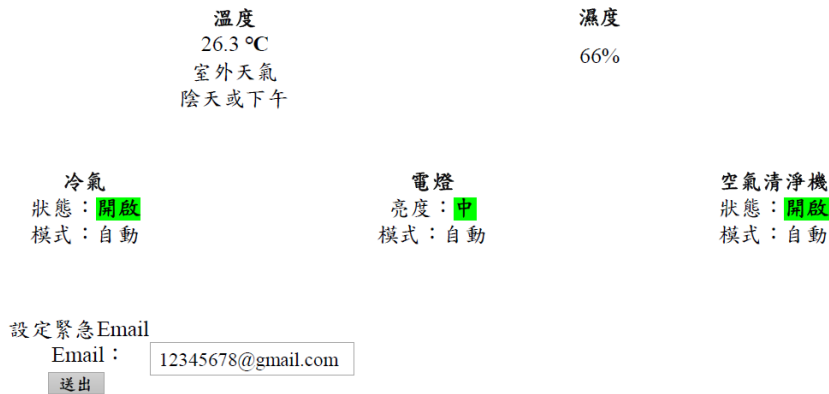 溫度 濕度
26.3 °C
66%
室外天氣
陰天或下午
冷氣 電燈 空氣清淨機
狀態：開啟 亮度：中 狀態：開啟
模式：自動 模式：自動 模式：自動
設定緊急Email
Email： 12345678@gmail.com
送出